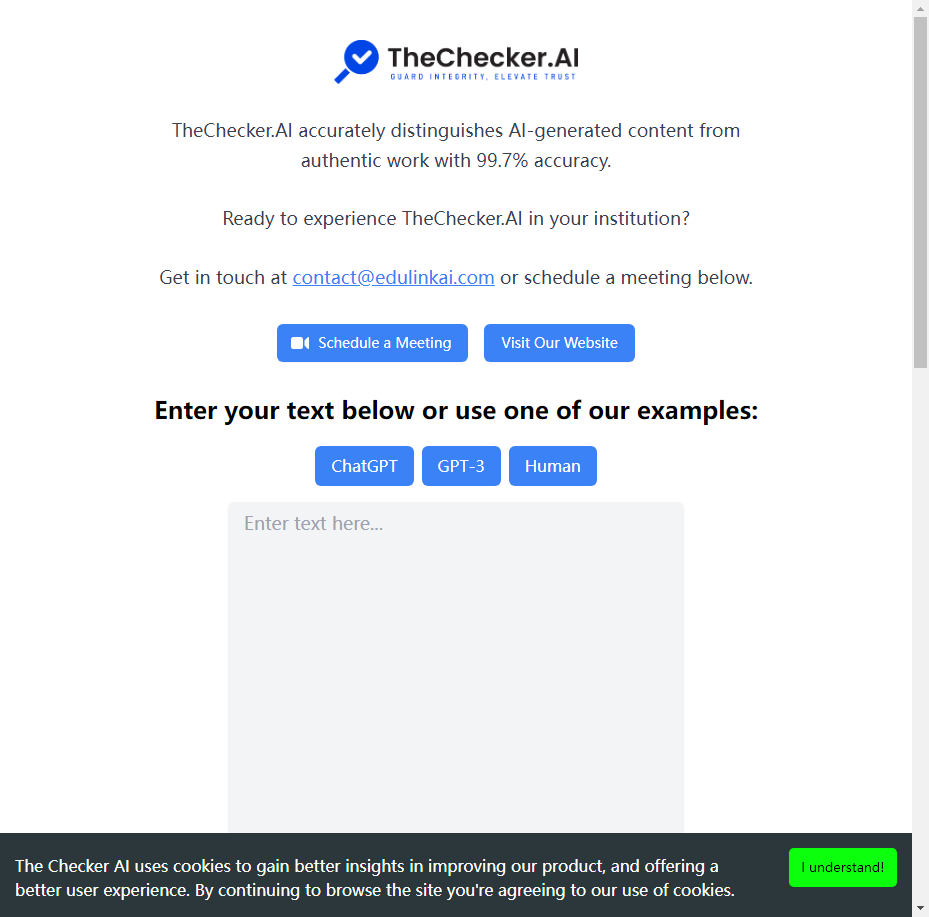 TheChecker.AI
GUARD INTEGRITY, ELEVATE TRUST
TheChecker.AI accurately distinguishes AI-generated content from
authentic work with 99.7% accuracy.
Ready to experience TheChecker.AI in your institution?
Get in touch at contact@edulinkai.com or schedule a meeting below.
Schedule a Meeting
Visit Our Website
Enter your text below or use one of our examples:
ChatGPT
GPT-3
Human
Enter text here...
The Checker AI uses cookies to gain better insights in improving our product, and offering a
better user experience. By continuing to browse the site you're agreeing to our use of cookies.
I understand!